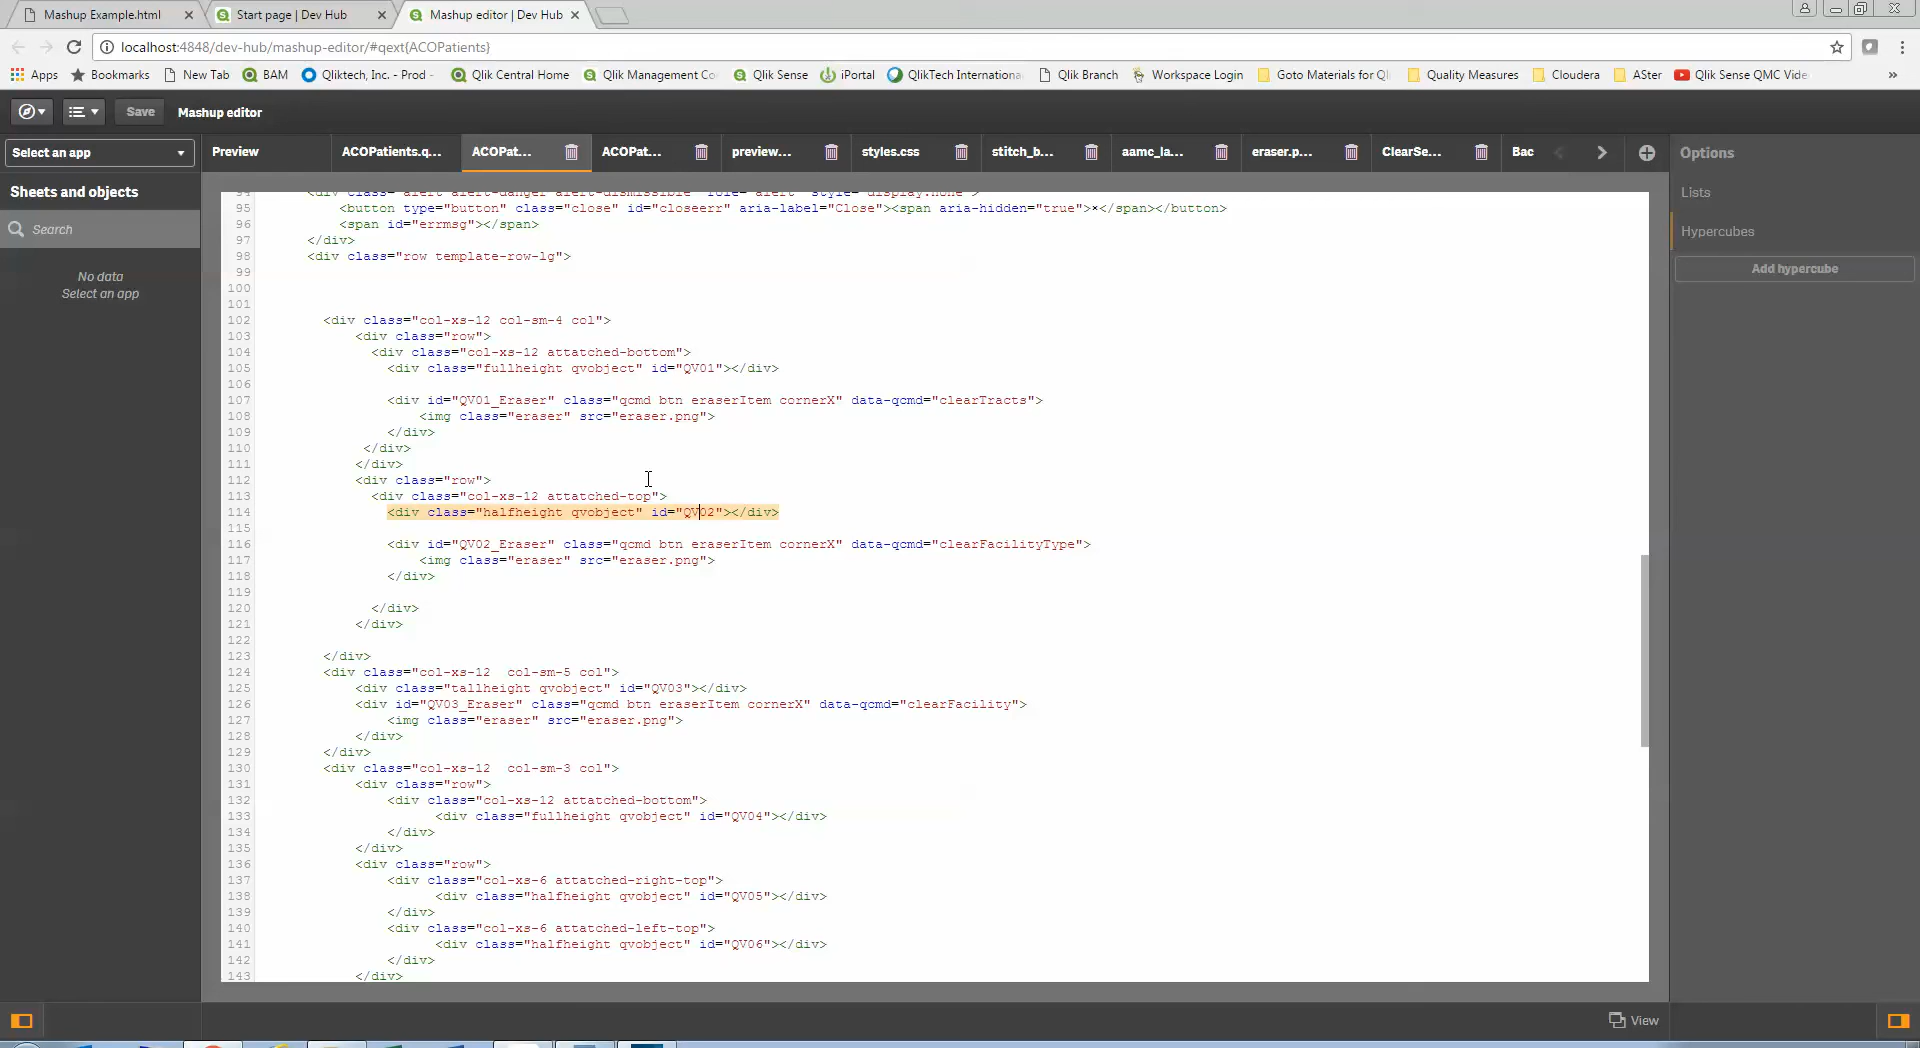 Mashup Example.html
Start page | Dev Hub
Mashup editor | Dev Hub
localhost:4848/dev-hub/mashup-editor/#qext{ACOPatients}
Apps
Bookmarks
New Tab
BAM
Qliktech, Inc. - Prod -
Qlik Central Home
Qlik Management Co
Qlik Sense
iPortal
QlikTech Internationa
Qlik Branch
Workspace Login
Goto Materials for Qli
Quality Measures
Cloudera
ASter
Qlik Sense QMC Vide
»
Save
Mashup editor
Select an app
Preview
ACOPatients.q...
ACOPat...
ACOPat...
preview...
styles.css
stitch_b...
aamc_la...
eraser.p...
ClearSe...
Bac
Options
Sheets and objects
Search
No data
Select an app
Lists
Hypercubes
Add hypercube
94 <div class="alert alert-danger alert-dismissible" role="alert" style="display:none">
95 <button type="button" class="close" id="closeerr" aria-label="Close"><span aria-hidden="true">×</span></button>
96 <span id="errmsg"></span>
97 </div>
98 <div class="row template-row-lg">
99
100
101
102 <div class="col-xs-12 col-sm-4 col">
103 <div class="row">
104 <div class="col-xs-12 attatched-bottom">
105 <div class="fullheight qvobject" id="QV01"></div>
106
107 <div id="QV01_Eraser" class="qcmd btn eraserItem cornerX" data-qcmd="clearTracts">
108 <img class="eraser" src="eraser.png">
109 </div>
110 </div>
111 </div>
112 <div class="row">
113 <div class="col-xs-12 attatched-top">
114 <div class="halfheight qvobject" id="QV02"></div>
115
116 <div id="QV02_Eraser" class="qcmd btn eraserItem cornerX" data-qcmd="clearFacilityType">
117 <img class="eraser" src="eraser.png">
118 </div>
119
120 </div>
121 </div>
122
123 </div>
124 <div class="col-xs-12  col-sm-5 col">
125 <div class="tallheight qvobject" id="QV03"></div>
126 <div id="QV03_Eraser" class="qcmd btn eraserItem cornerX" data-qcmd="clearFacility">
127 <img class="eraser" src="eraser.png">
128 </div>
129 </div>
130 <div class="col-xs-12  col-sm-3 col">
131 <div class="row">
132 <div class="col-xs-12 attatched-bottom">
133 <div class="fullheight qvobject" id="QV04"></div>
134 </div>
135 </div>
136 <div class="row">
137 <div class="col-xs-6 attatched-right-top">
138 <div class="halfheight qvobject" id="QV05"></div>
139 </div>
140 <div class="col-xs-6 attatched-left-top">
141 <div class="halfheight qvobject" id="QV06"></div>
142 </div>
143 </div>
View